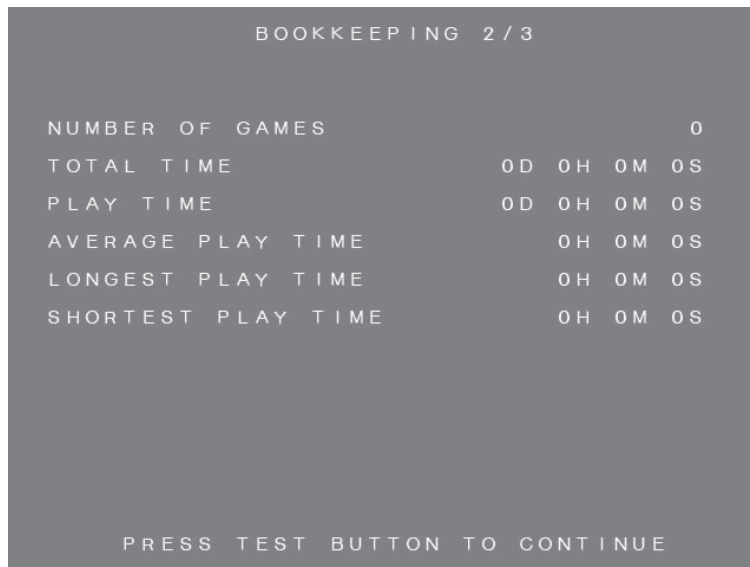 BOOKKEEPING 2/3
NUMBER OF GAMES 0
TOTAL TIME 0D 0H 0M 0S
PLAY TIME 0D 0H 0M 0S
AVERAGE PLAY TIME 0H 0M 0S
LONGEST PLAY TIME 0H 0M 0S
SHORTEST PLAY TIME 0H 0M 0S
PRESS TEST BUTTON TO CONTINUE